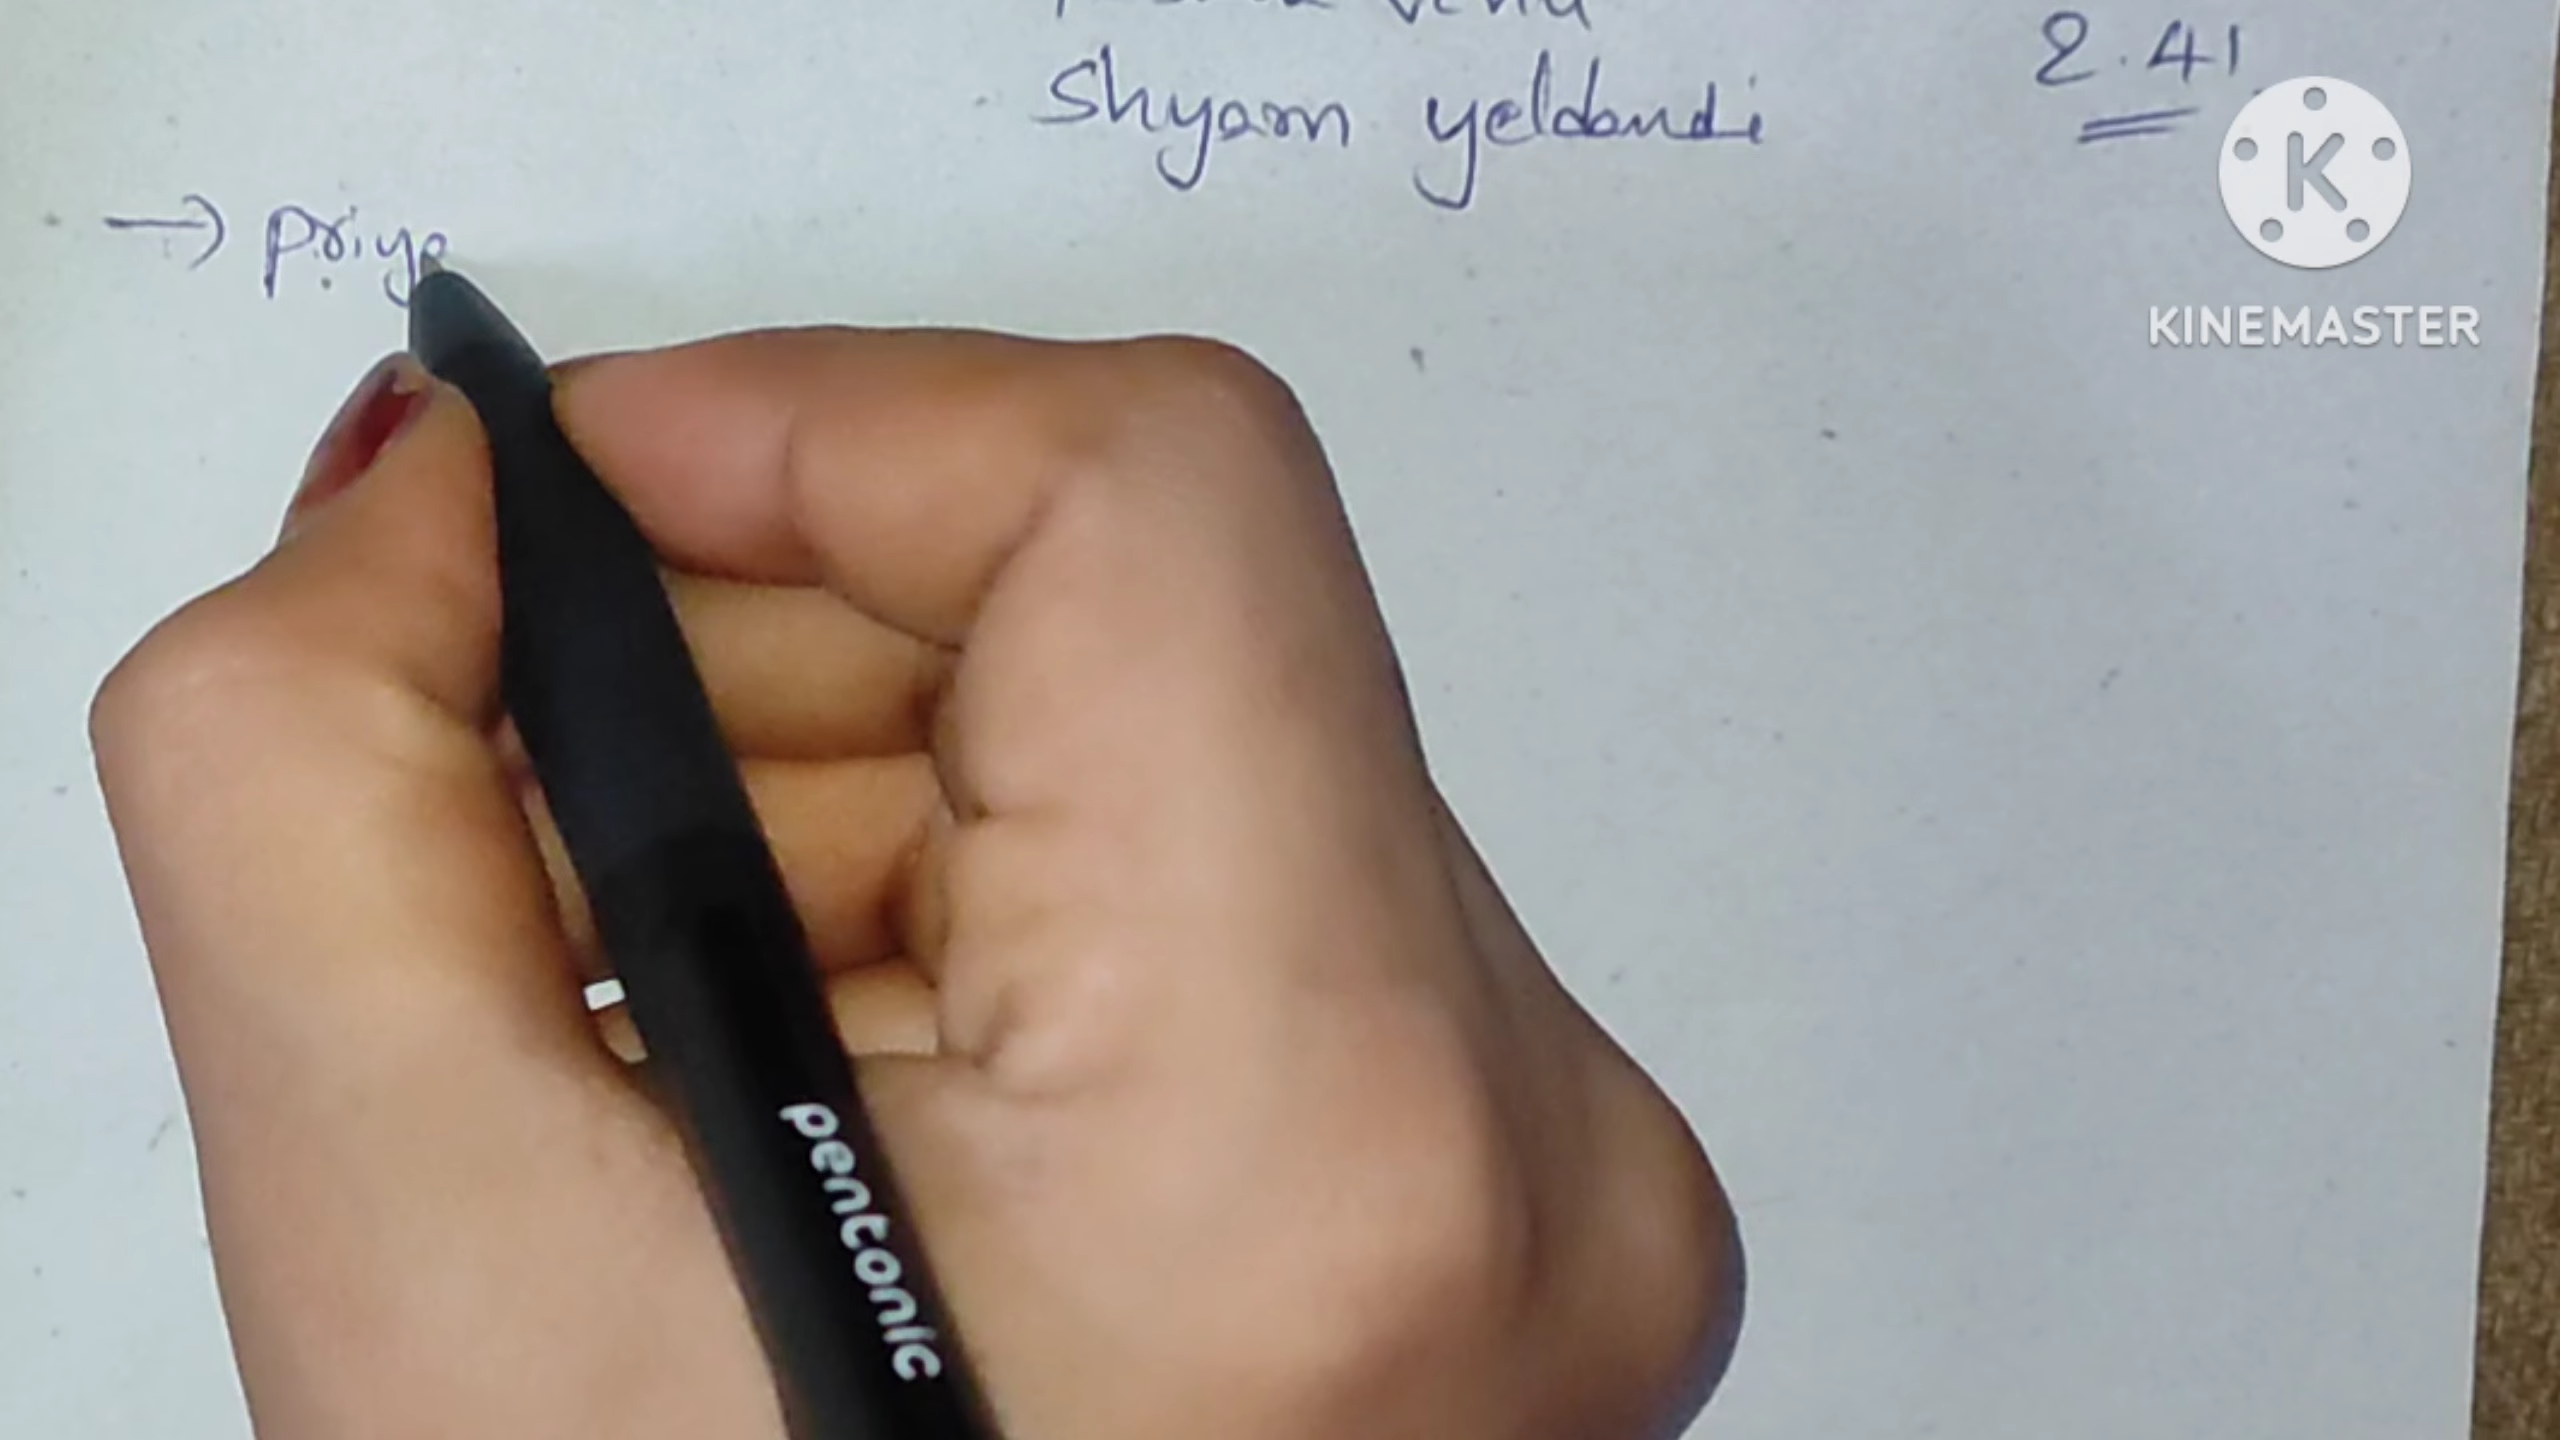 Shyam yeldandi 2.41
→ Priya
KINEMASTER
pentonic